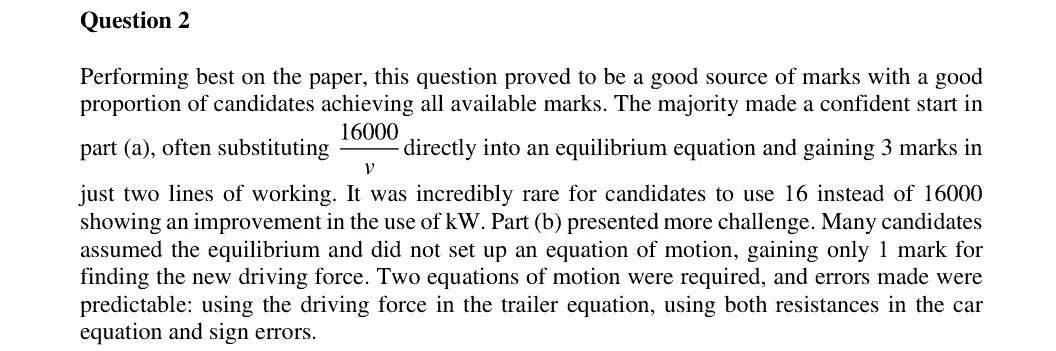 Question 2
Performing best on the paper, this question proved to be a good source of marks with a good
proportion of candidates achieving all available marks. The majority made a confident start in
part (a), often substituting 16000/v directly into an equilibrium equation and gaining 3 marks in
just two lines of working. It was incredibly rare for candidates to use 16 instead of 16000
showing an improvement in the use of kW. Part (b) presented more challenge. Many candidates
assumed the equilibrium and did not set up an equation of motion, gaining only 1 mark for
finding the new driving force. Two equations of motion were required, and errors made were
predictable: using the driving force in the trailer equation, using both resistances in the car
equation and sign errors.